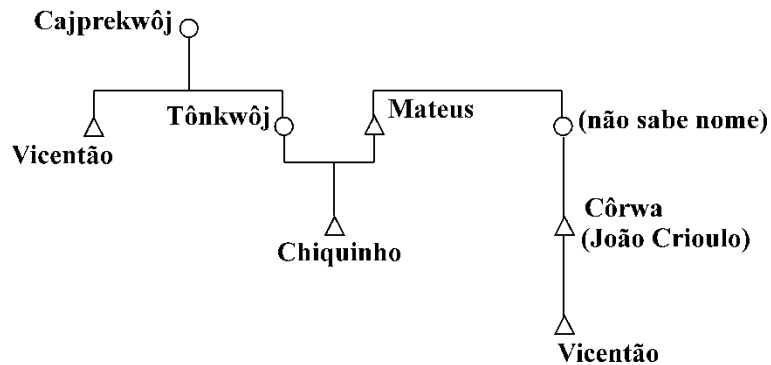 Cajprekwôj
Tônkwôj
Mateus
(não sabe nome)
Vicentão
Côrwa
(João Crioulo)
Chiquinho
Vicentão